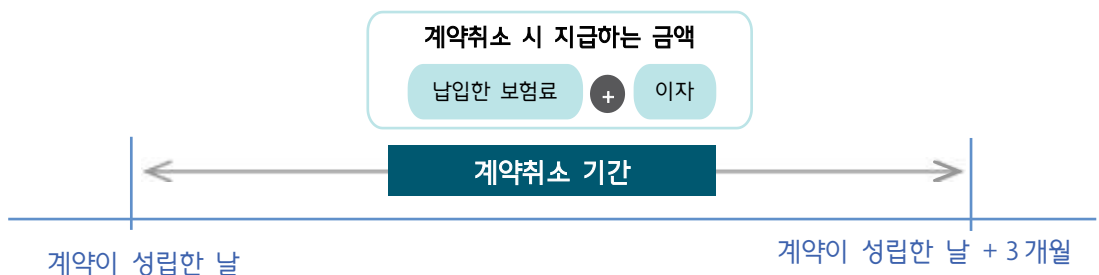 계약취소 시 지급하는 금액
납입한 보험료 + 이자
계약취소 기간
계약이 성립한 날
계약이 성립한 날 + 3개월